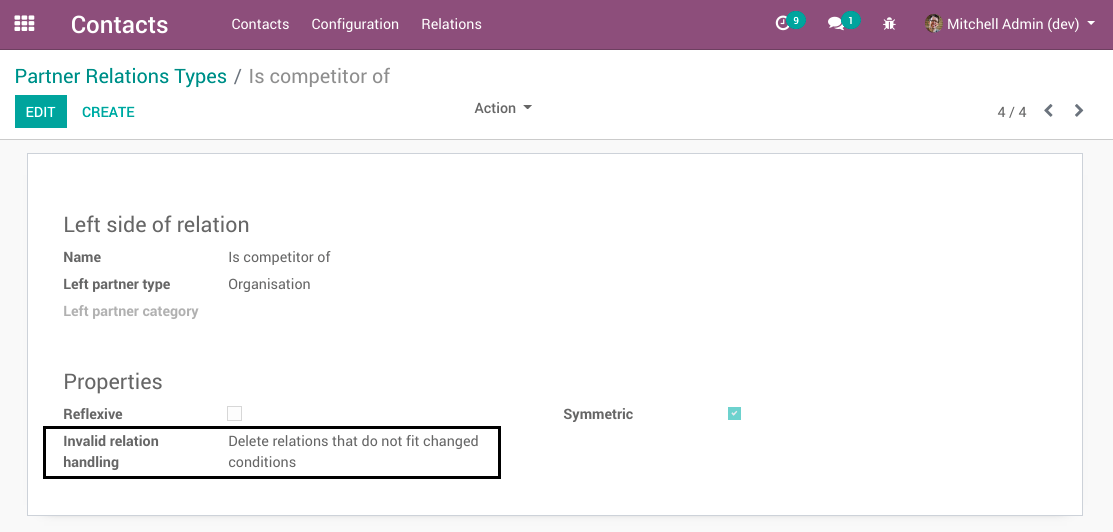 Contacts Contacts Configuration Relations 9 1 Mitchell Admin (dev)
Partner Relations Types / Is competitor of
EDIT CREATE Action 4 / 4
Left side of relation
Name Is competitor of
Left partner type Organisation
Left partner category
Properties
Reflexive Symmetric
Invalid relation Delete relations that do not fit changed
handling conditions